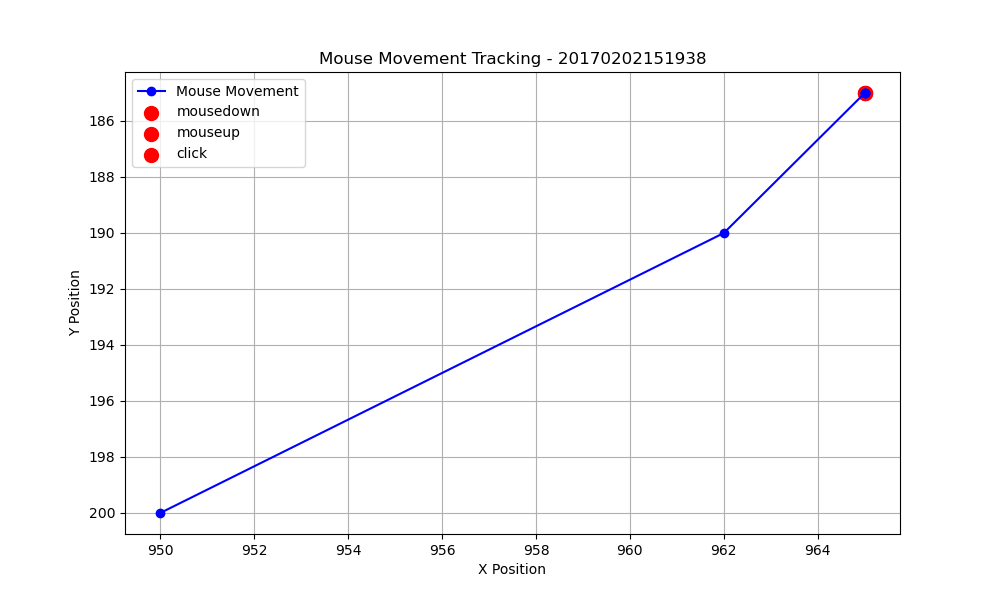 Mouse Movement Tracking - 20170202151938
Mouse Movement
mousedown
mouseup
click
186
188
190
192
194
196
198
200
Y Position
950 952 954 956 958 960 962 964
X Position